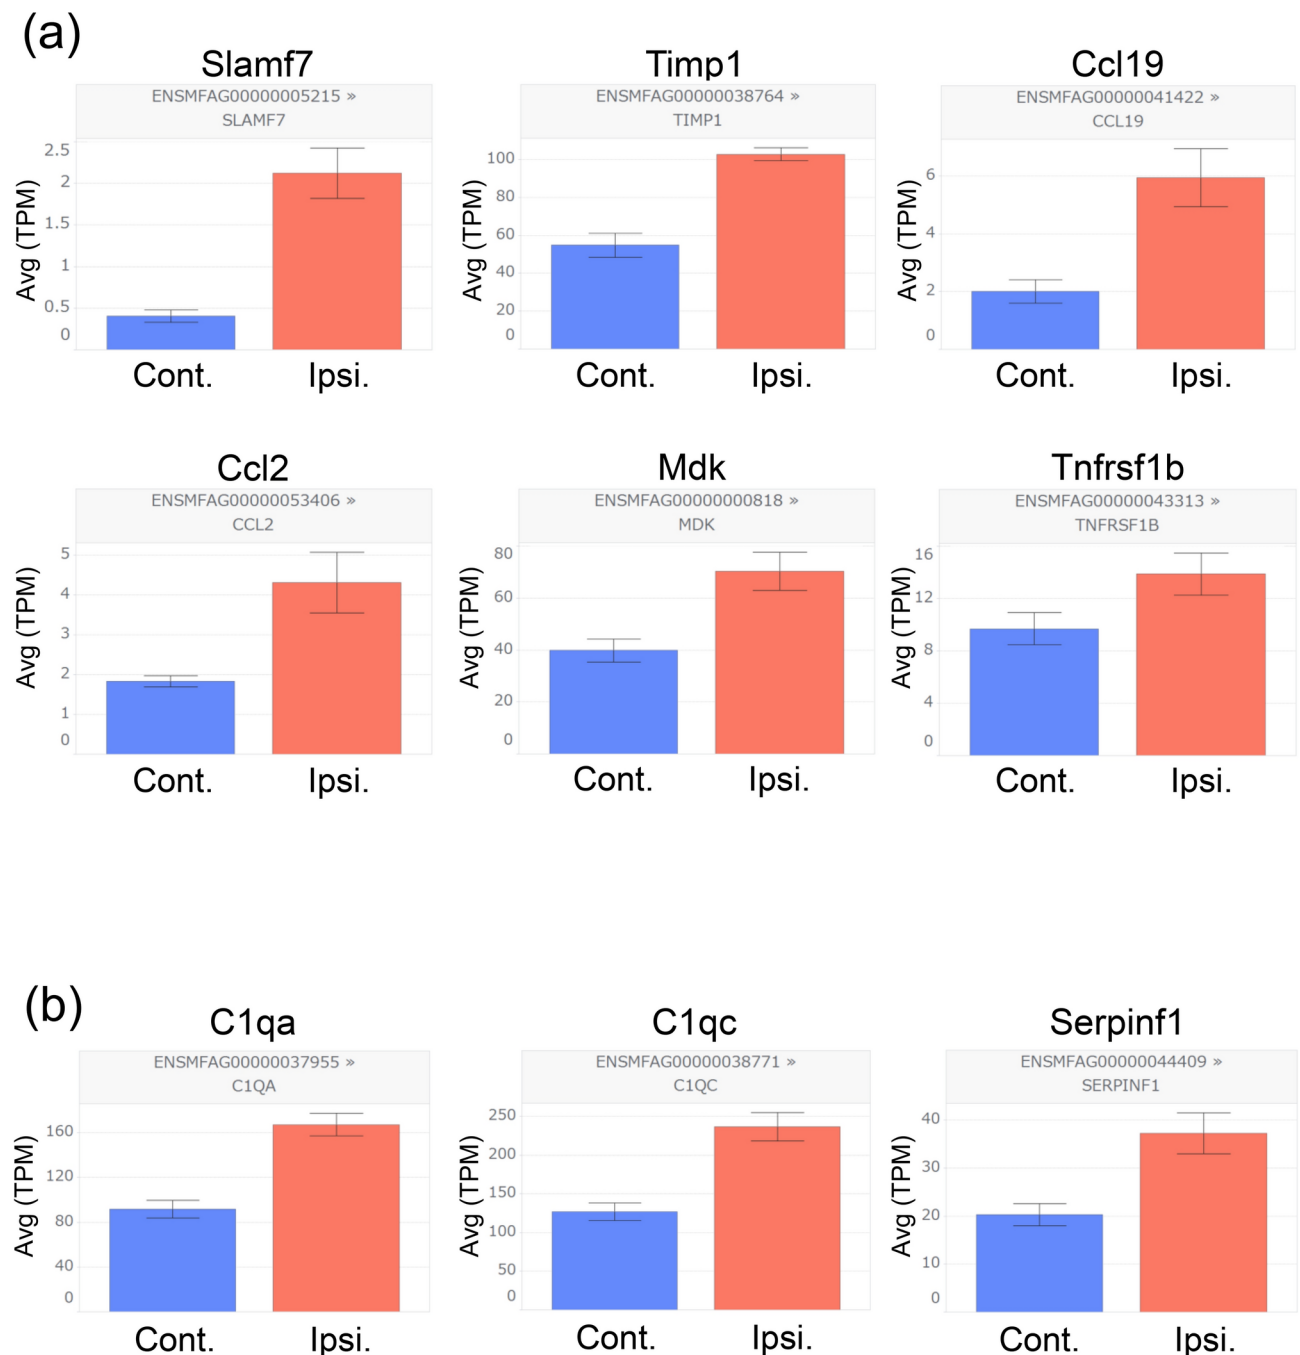 (a)
Slamf7
ENSMFAG00000005215 »
SLAMF7
Avg (TPM)
2.5
2
1.5
1
0.5
0
Cont.
Ipsi.
Timp1
ENSMFAG00000038764 »
TIMP1
Avg (TPM)
100
80
60
40
20
0
Cont.
Ipsi.
Ccl19
ENSMFAG00000041422 »
CCL19
Avg (TPM)
6
4
2
0
Cont.
Ipsi.
Ccl2
ENSMFAG00000053406 »
CCL2
Avg (TPM)
5
4
3
2
1
0
Cont.
Ipsi.
Mdk
ENSMFAG00000000818 »
MDK
Avg (TPM)
80
60
40
20
0
Cont.
Ipsi.
Tnfrsf1b
ENSMFAG00000043313 »
TNFRSF1B
Avg (TPM)
16
12
8
4
0
Cont.
Ipsi.
(b)
C1qa
ENSMFAG00000037955 »
C1QA
Avg (TPM)
160
120
80
40
0
Cont.
Ipsi.
C1qc
ENSMFAG00000038771 »
C1QC
Avg (TPM)
250
200
150
100
50
0
Cont.
Ipsi.
Serpinf1
ENSMFAG00000044409 »
SERPINF1
Avg (TPM)
40
30
20
10
0
Cont.
Ipsi.